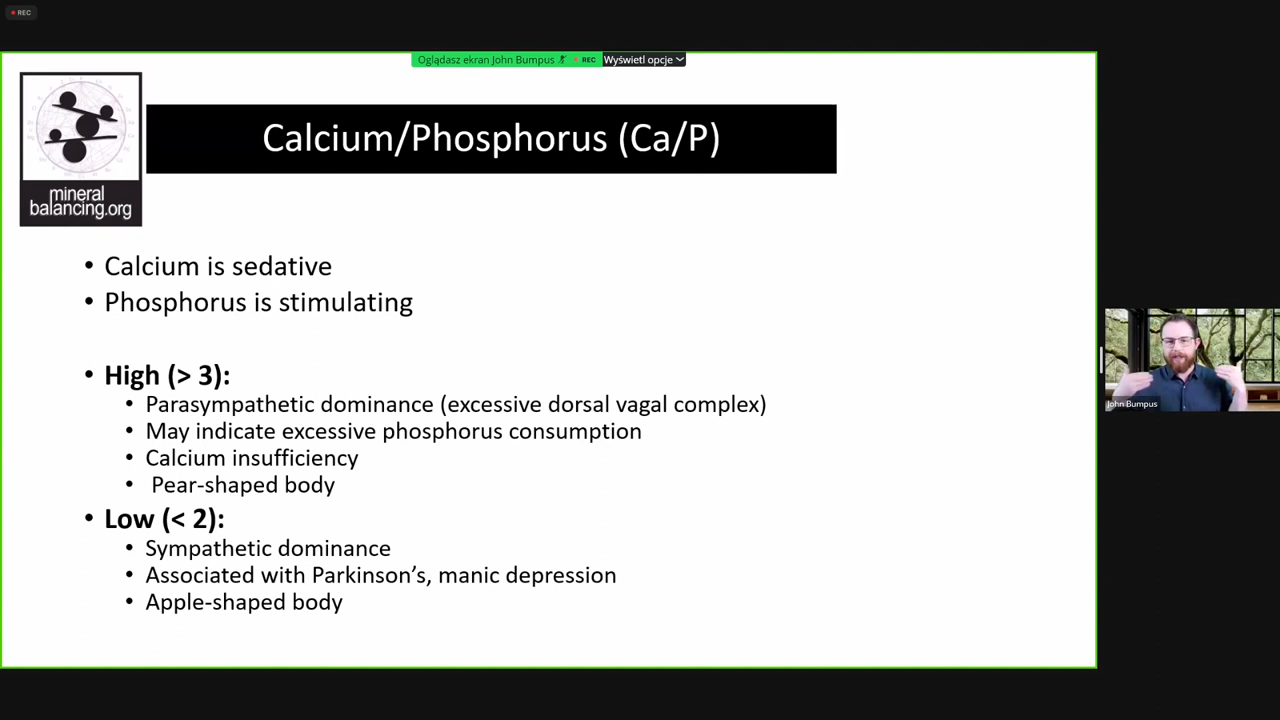 REC
Oglądasz ekran John Bumpus
REC
Wyświetl opcje
mineral
balancing.org
Calcium/Phosphorus (Ca/P)
• Calcium is sedative
• Phosphorus is stimulating
• High (> 3):
• Parasympathetic dominance (excessive dorsal vagal complex)
• May indicate excessive phosphorus consumption
• Calcium insufficiency
• Pear-shaped body
• Low (< 2):
• Sympathetic dominance
• Associated with Parkinson’s, manic depression
• Apple-shaped body
John Bumpus